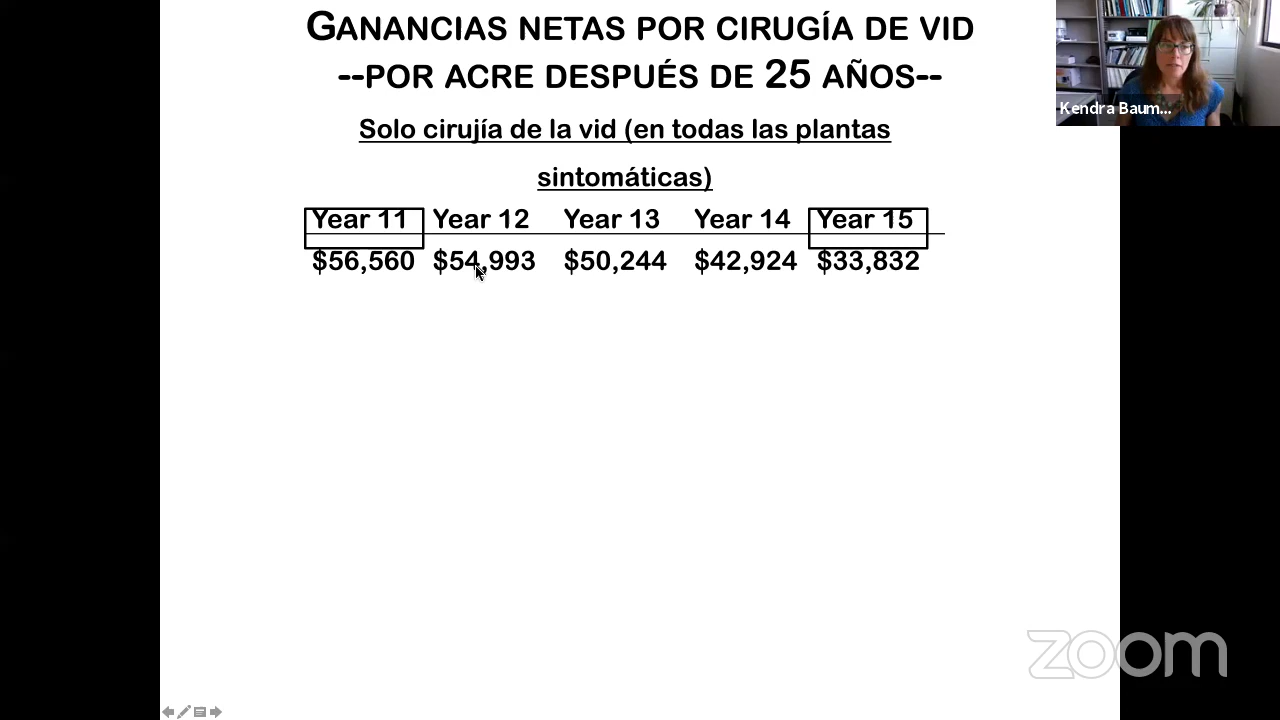 GANANCIAS NETAS POR CIRUGÍA DE VID
--POR ACRE DESPUÉS DE 25 AÑOS--
Solo cirujía de la vid (en todas las plantas
sintomáticas)
Year 11 Year 12 Year 13 Year 14 Year 15
$56,560 $54,993 $50,244 $42,924 $33,832
Kendra Baum...
zoom